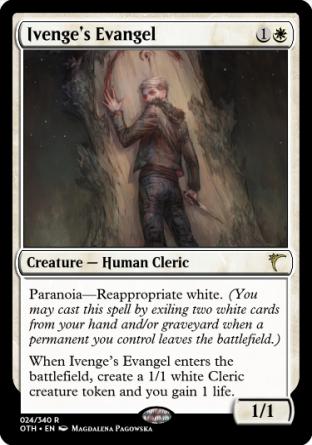 Ivenge's Evangel 1
Creature — Human Cleric
Paranoia—Reappropriate white. (You
may cast this spell by exiling two white cards
from your hand and/or graveyard when a
permanent you control leaves the battlefield.)
When Ivenge's Evangel enters the
battlefield, create a 1/1 white Cleric
creature token and you gain 1 life.
1/1
024/340 R
OTH • EN Magdalena Pagowska